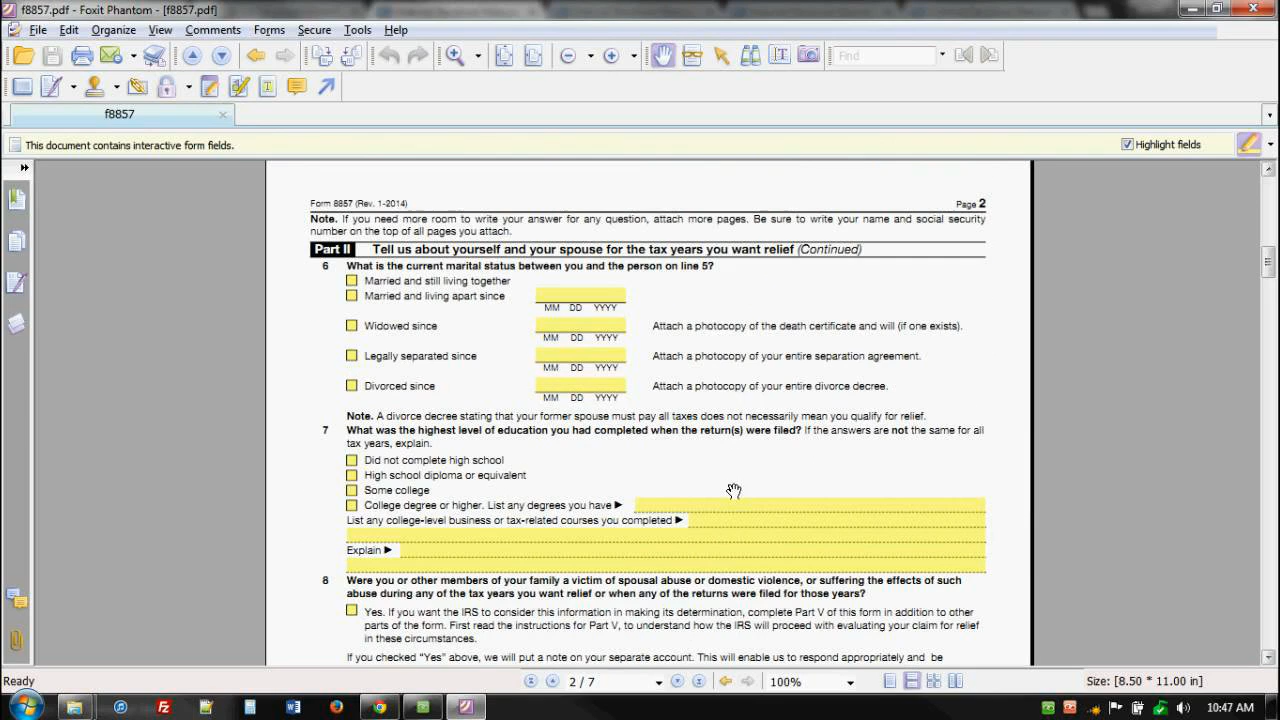 f8857.pdf - Foxit Phantom - [f8857.pdf]
File Edit Organize View Comments Forms Secure Tools Help
Find
f8857
This document contains interactive form fields.
Highlight fields
Form 8857 (Rev. 1-2014)
Page 2
Note. If you need more room to write your answer for any question, attach more pages. Be sure to write your name and social security
number on the top of all pages you attach.
Part II Tell us about yourself and your spouse for the tax years you want relief (Continued)
6 What is the current marital status between you and the person on line 5?
Married and still living together
Married and living apart since
MM DD YYYY
Widowed since Attach a photocopy of the death certificate and will (if one exists).
MM DD YYYY
Legally separated since Attach a photocopy of your entire separation agreement.
MM DD YYYY
Divorced since Attach a photocopy of your entire divorce decree.
MM DD YYYY
Note. A divorce decree stating that your former spouse must pay all taxes does not necessarily mean you qualify for relief.
7 What was the highest level of education you had completed when the return(s) were filed? If the answers are not the same for all
tax years, explain.
Did not complete high school
High school diploma or equivalent
Some college
College degree or higher. List any degrees you have ►
List any college-level business or tax-related courses you completed ►
Explain ►
8 Were you or other members of your family a victim of spousal abuse or domestic violence, or suffering the effects of such
abuse during any of the tax years you want relief or when any of the returns were filed for those years?
Yes. If you want the IRS to consider this information in making its determination, complete Part V of this form in addition to other
parts of the form. First read the instructions for Part V, to understand how the IRS will proceed with evaluating your claim for relief
in these circumstances.
If you checked "Yes" above, we will put a note on your separate account. This will enable us to respond appropriately and be
Ready
2 / 7
100%
Size: [8.50 * 11.00 in]
10:47 AM